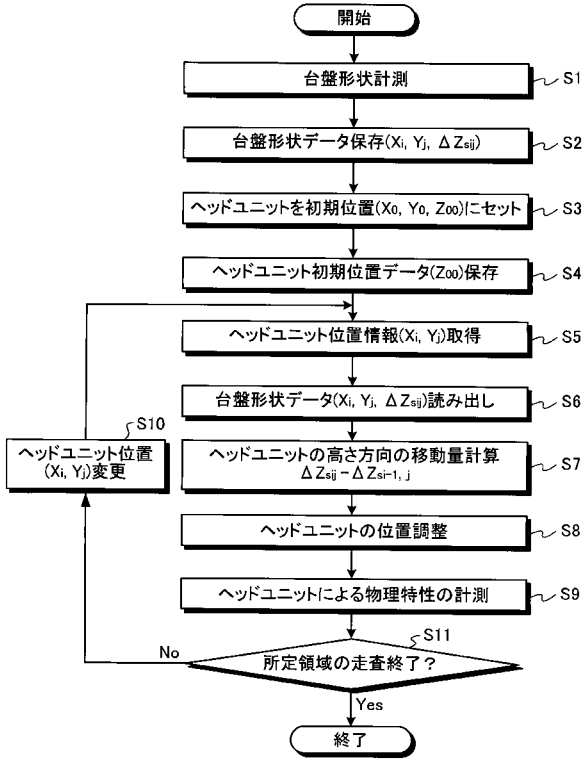 開始
台盤形状計測
S1
台盤形状データ保存(Xi, Yj, ΔZsij)
S2
ヘッドユニットを初期位置(X0, Y0, Z00)にセット
S3
ヘッドユニット初期位置データ(Z00)保存
S4
ヘッドユニット位置情報(Xi, Yj)取得
S5
台盤形状データ(Xi, Yj, ΔZsij)読み出し
S6
S10
ヘッドユニット位置
(Xi, Yj)変更
ヘッドユニットの高さ方向の移動量計算
ΔZsij－ΔZsi-1, j
S7
ヘッドユニットの位置調整
S8
ヘッドユニットによる物理特性の計測
S9
S11
所定領域の走査終了？
No
Yes
終了